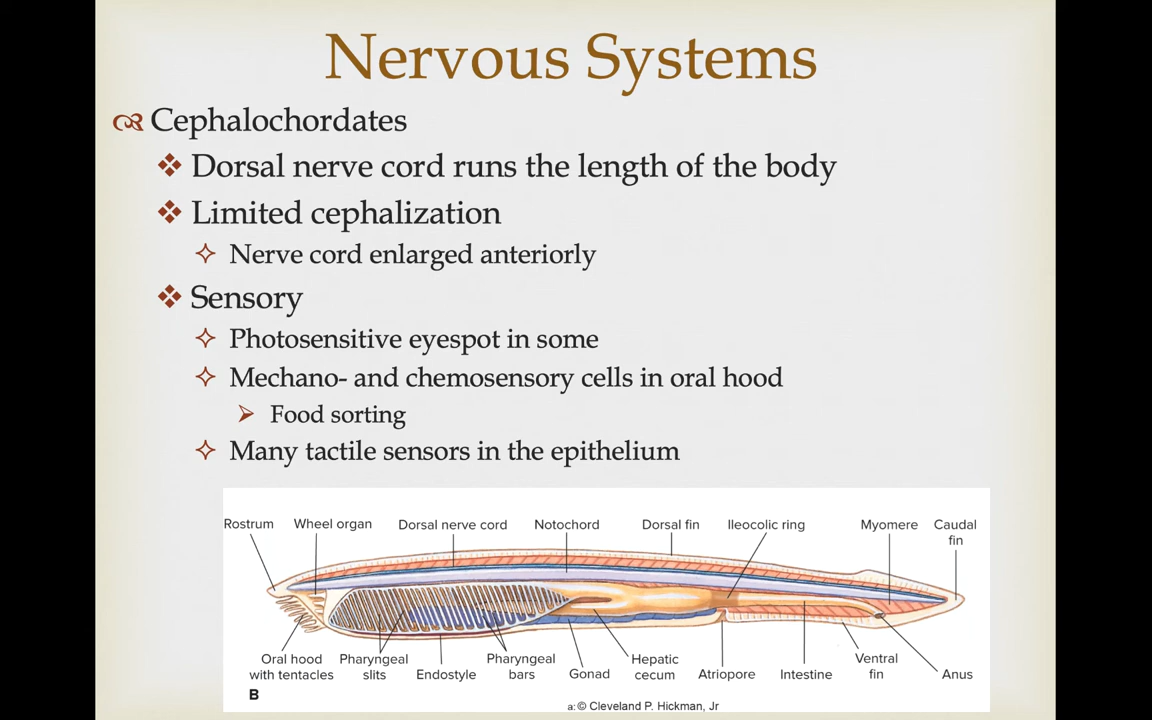 Nervous Systems
Cephalochordates
Dorsal nerve cord runs the length of the body
Limited cephalization
Nerve cord enlarged anteriorly
Sensory
Photosensitive eyespot in some
Mechano- and chemosensory cells in oral hood
Food sorting
Many tactile sensors in the epithelium
Rostrum Wheel organ Dorsal nerve cord Notochord Dorsal fin Ileocolic ring Myomere Caudal
fin
Oral hood Pharyngeal Pharyngeal Hepatic Ventral
with tentacles slits Endostyle bars Gonad cecum Atriopore Intestine fin Anus
B
a: © Cleveland P. Hickman, Jr